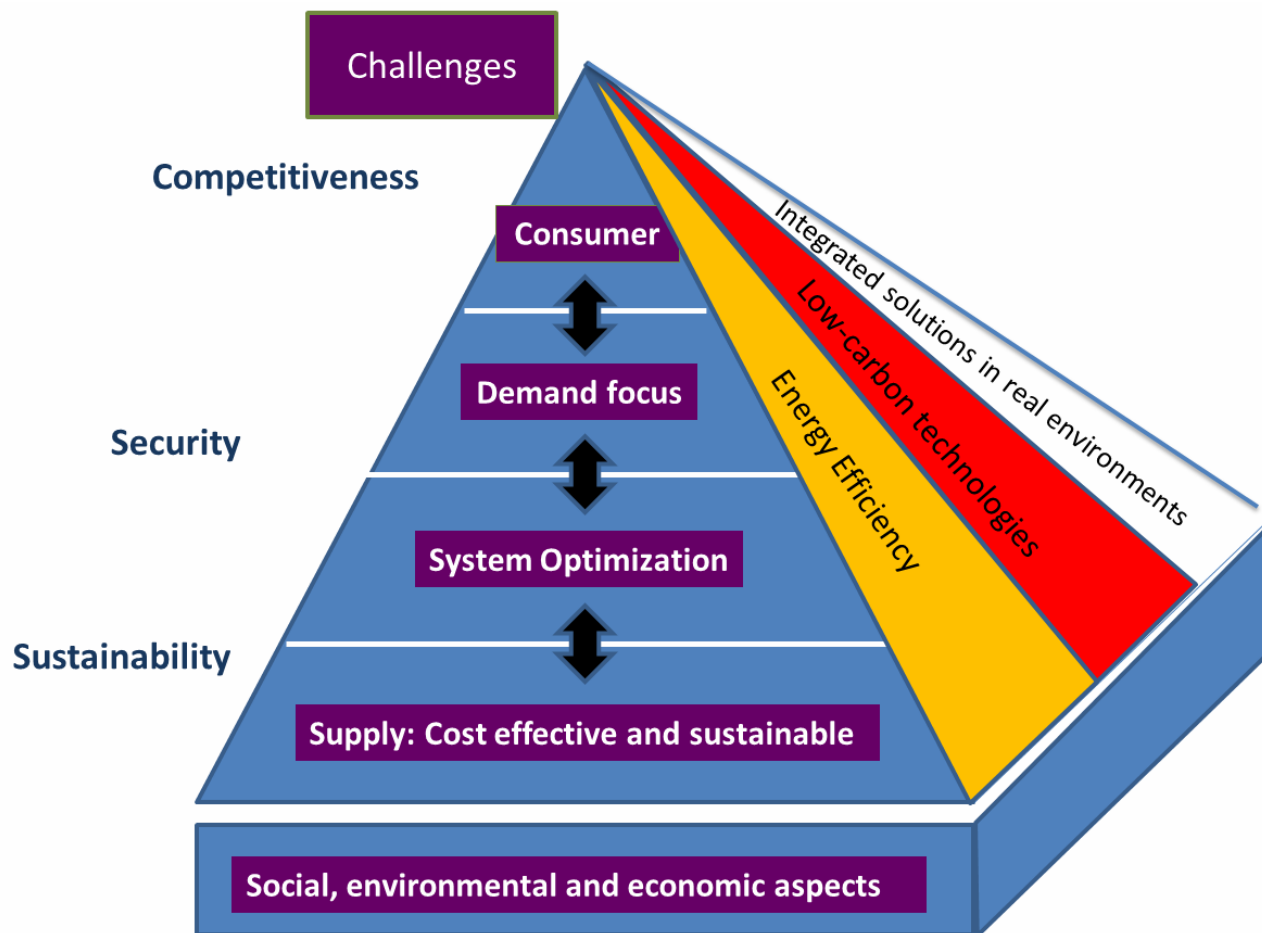 Challenges
Competitiveness
Consumer
Demand focus
Security
System Optimization
Sustainability
Supply: Cost effective and sustainable
Social, environmental and economic aspects
Energy Efficiency
Low-carbon technologies
Integrated solutions in real environments